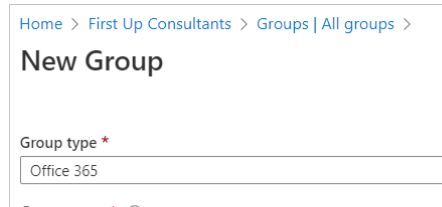 Home > First Up Consultants > Groups | All groups >
New Group
Group type *
Office 365